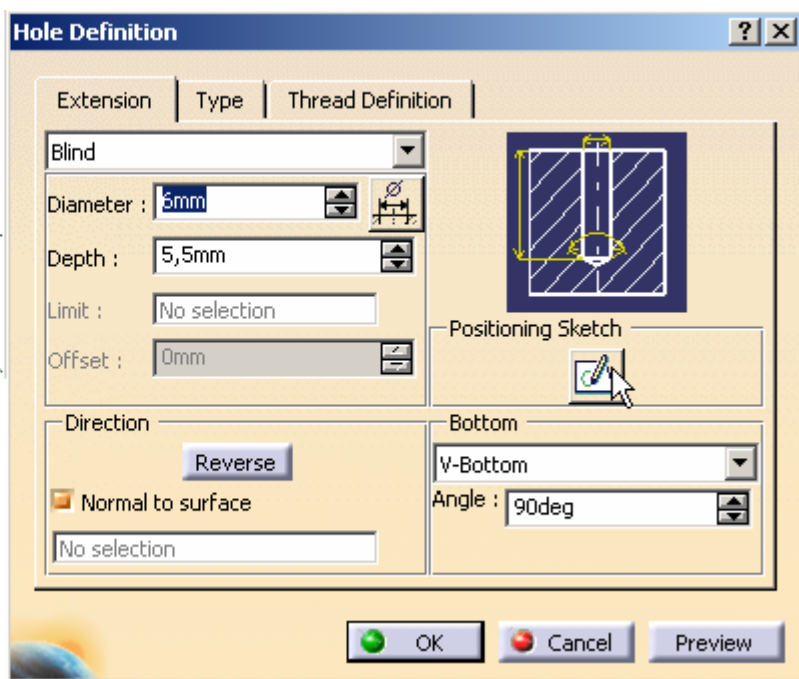 Hole Definition
Extension
Type
Thread Definition
Blind
Diameter : 6mm
Depth : 5,5mm
Limit : No selection
Offset : 0mm
Positioning Sketch
Direction
Reverse
Normal to surface
No selection
Bottom
V-Bottom
Angle : 90deg
OK
Cancel
Preview